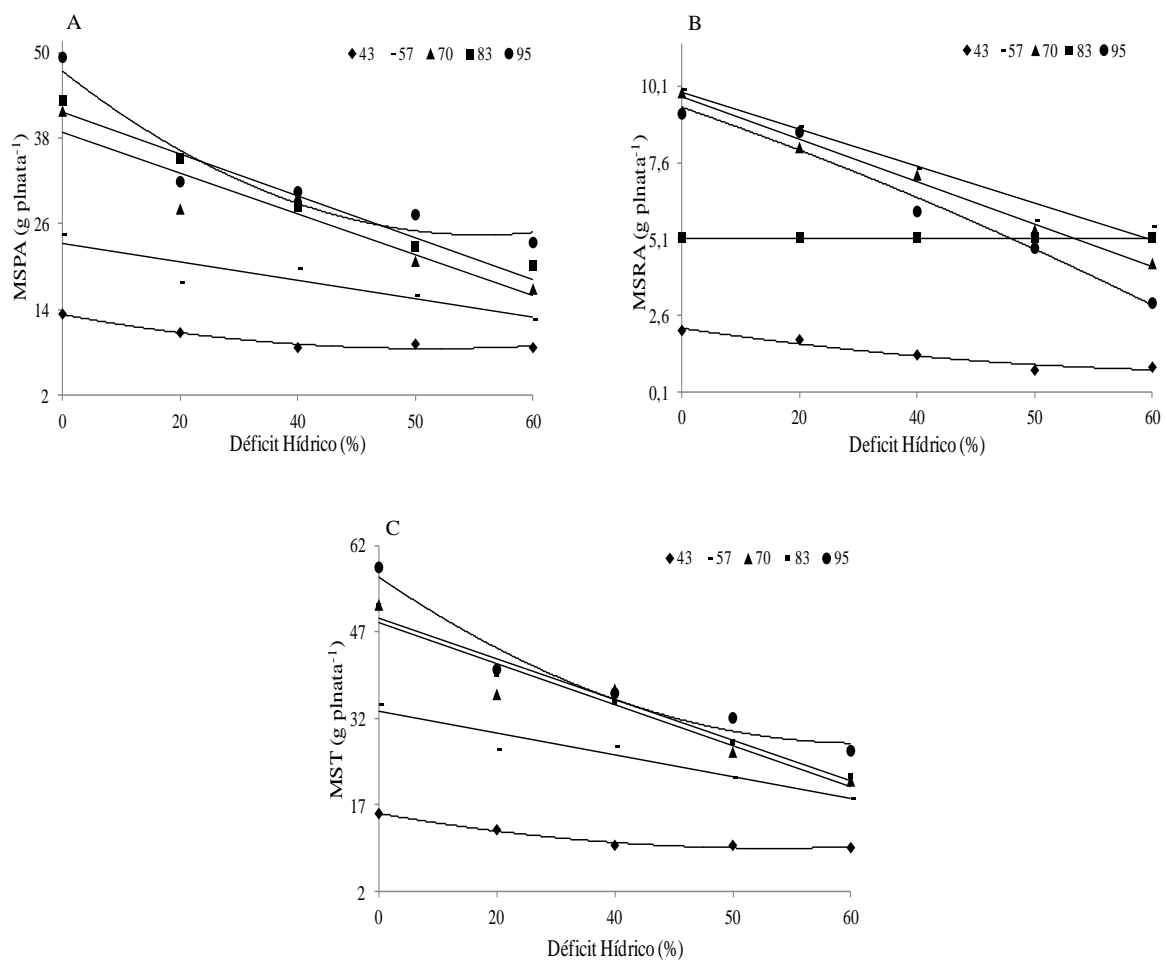 A
43 57 70 83 95
50
38
26
14
2
MSPA (g plnata⁻¹)
0 20 40 50 60
Déficit Hídrico (%)
B
43 57 70 83 95
10,1
7,6
5,1
2,6
0,1
MSRA (g plnata⁻¹)
0 20 40 50 60
Déficit Hídrico (%)
C
43 57 70 83 95
62
47
32
17
2
MST (g plnata⁻¹)
0 20 40 50 60
Déficit Hídrico (%)